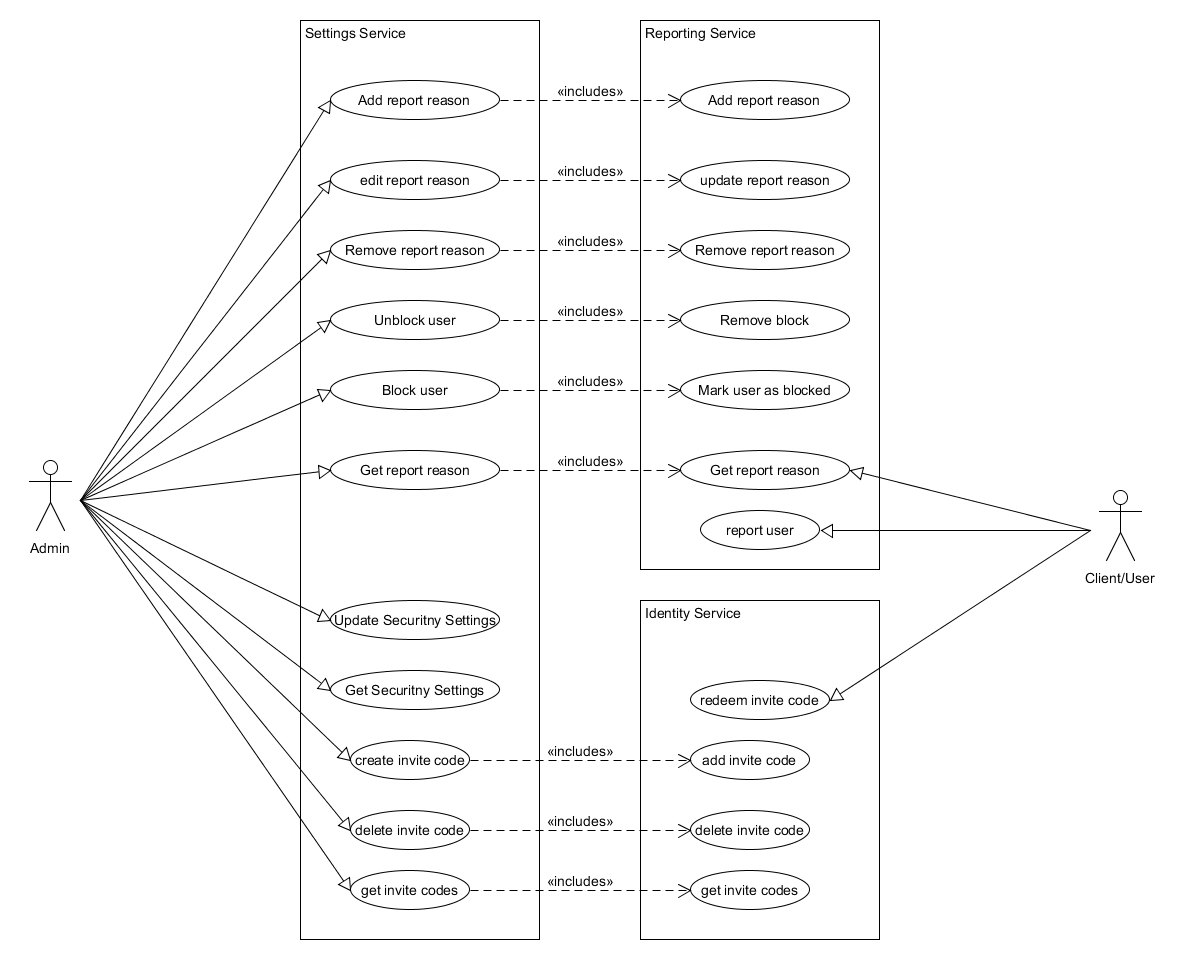 Settings Service
Reporting Service
Add report reason
«includes»
Add report reason
edit report reason
«includes»
update report reason
Remove report reason
«includes»
Remove report reason
Unblock user
«includes»
Remove block
Block user
«includes»
Mark user as blocked
Get report reason
«includes»
Get report reason
report user
Admin
Client/User
Identity Service
Update Securitny Settings
Get Securitny Settings
redeem invite code
create invite code
«includes»
add invite code
delete invite code
«includes»
delete invite code
get invite codes
«includes»
get invite codes